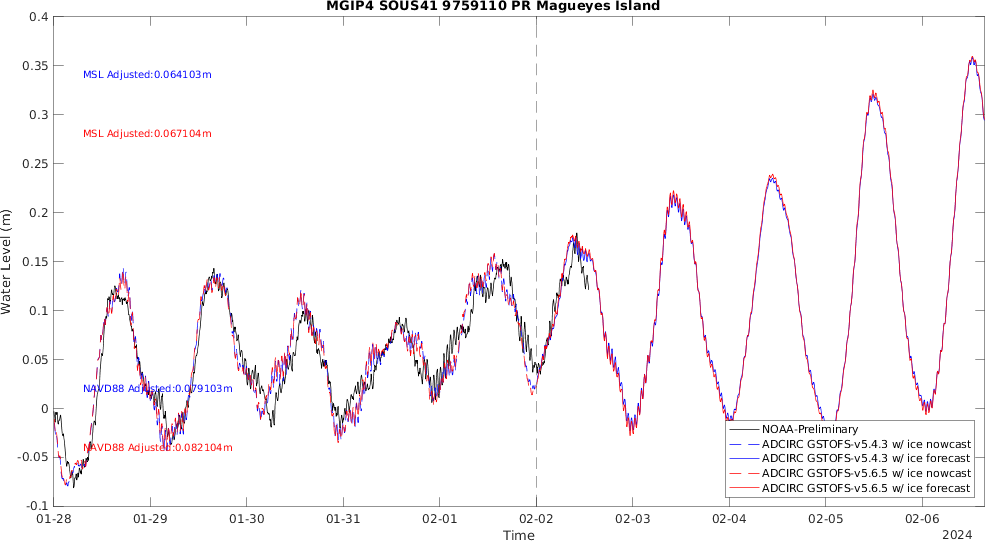 MGIP4 SOUS41 9759110 PR Magueyes Island
Water Level (m)
0.4
0.35
0.3
0.25
0.2
0.15
0.1
0.05
0
-0.05
-0.1
MSL Adjusted:0.064103m
MSL Adjusted:0.067104m
NAVD88 Adjusted:0.079103m
NAVD88 Adjusted:0.082104m
NOAA-Preliminary
ADCIRC GSTOFS-v5.4.3 w/ ice nowcast
ADCIRC GSTOFS-v5.4.3 w/ ice forecast
ADCIRC GSTOFS-v5.6.5 w/ ice nowcast
ADCIRC GSTOFS-v5.6.5 w/ ice forecast
01-28 01-29 01-30 01-31 02-01 02-02 02-03 02-04 02-05 02-06
Time
2024